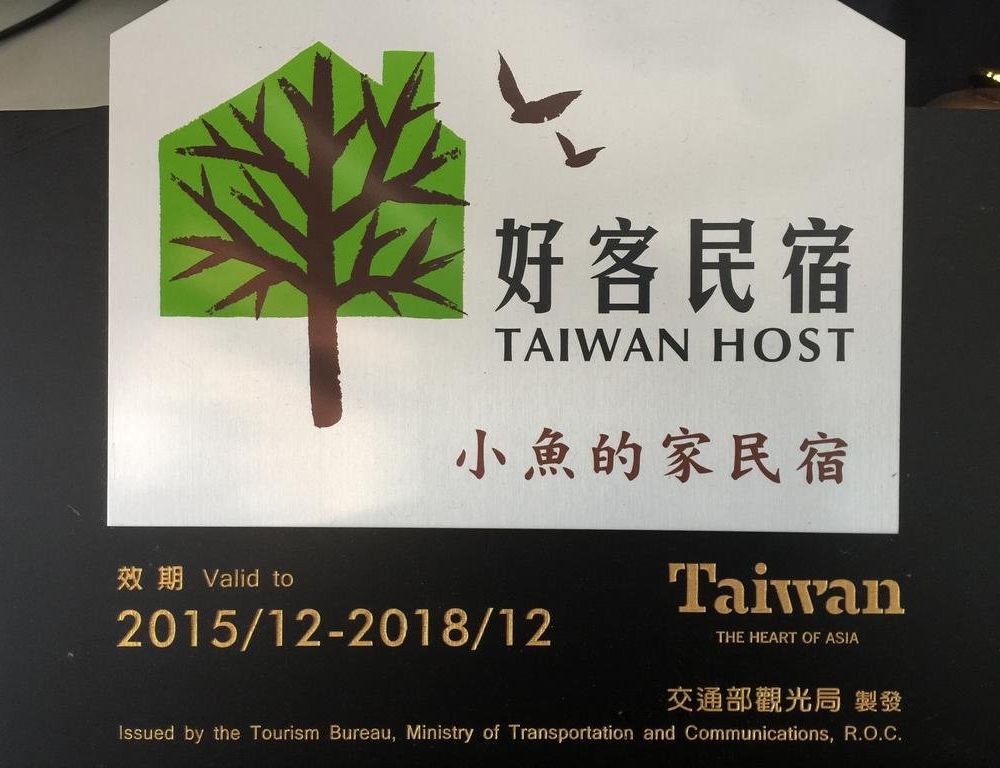 好客民宿
TAIWAN HOST
小魚的家民宿
效期 Valid to
2015/12-2018/12
Taiwan
THE HEART OF ASIA
交通部觀光局 製發
Issued by the Tourism Bureau, Ministry of Transportation and Communications, R.O.C.